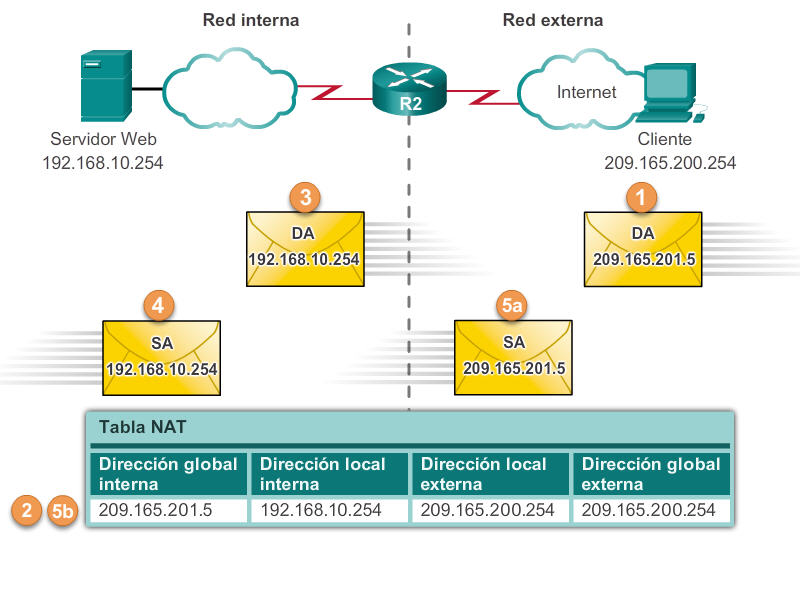 Red interna
Red externa
R2
Internet
Servidor Web
192.168.10.254
Cliente
209.165.200.254
3
DA
192.168.10.254
1
DA
209.165.201.5
4
SA
192.168.10.254
5a
SA
209.165.201.5
Tabla NAT
Dirección global interna
Dirección local interna
Dirección local externa
Dirección global externa
2 5b
209.165.201.5
192.168.10.254
209.165.200.254
209.165.200.254